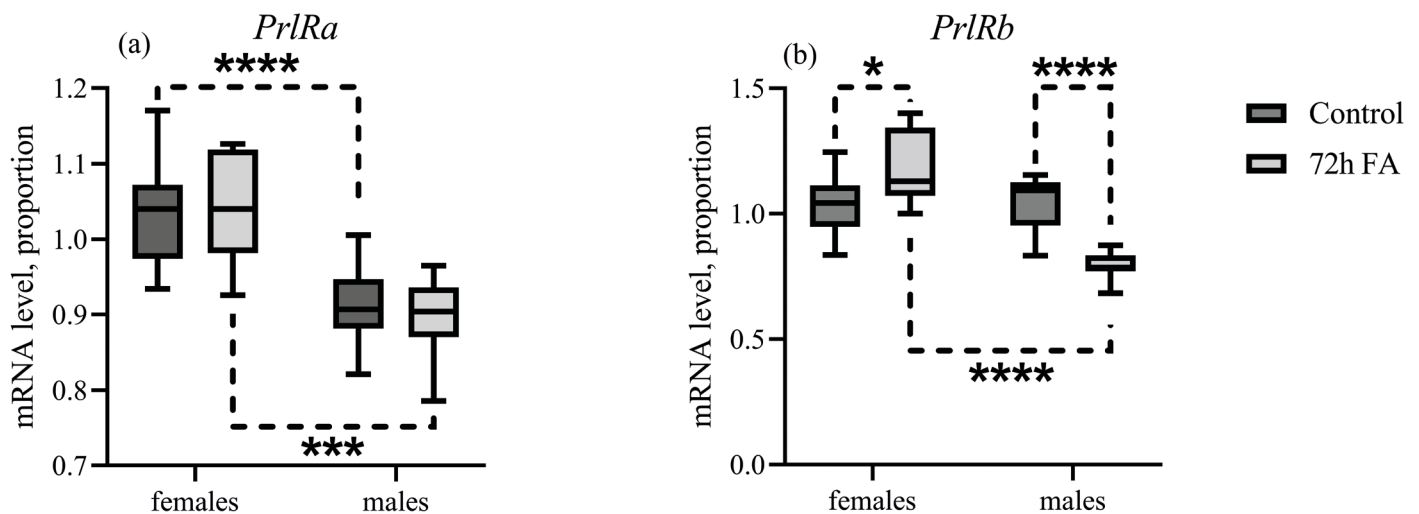 PrlRa
(a)
****
1.2
1.1
1.0
0.9
0.8
0.7
mRNA level, proportion
***
females
males
PrlRb
(b)
*
****
1.5
1.0
0.5
0.0
mRNA level, proportion
****
females
males
Control
72h FA